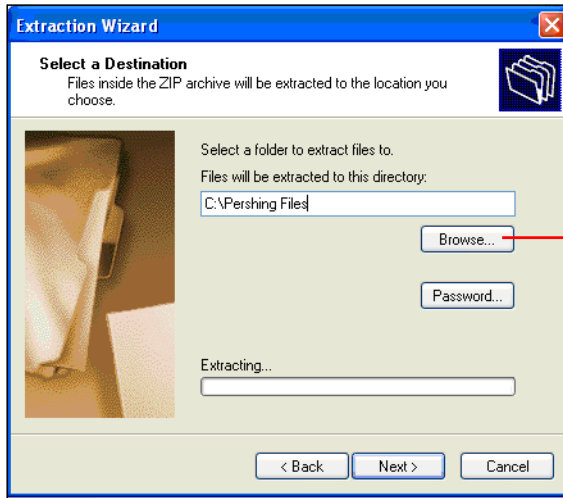 Extraction Wizard
Select a Destination
Files inside the ZIP archive will be extracted to the location you
choose.
Select a folder to extract files to.
Files will be extracted to this directory:
C:\Pershing Files
Browse...
Password...
Extracting...
< Back
Next >
Cancel